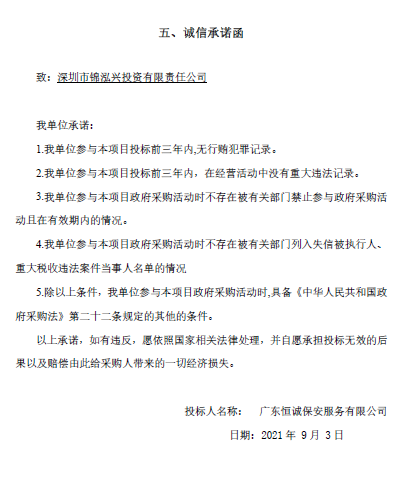 五、诚信承诺函
致：深圳市锦泓兴投资有限责任公司
我单位承诺：
1.我单位参与本项目投标前三年内,无行贿犯罪记录。
2.我单位参与本项目投标前三年内，在经营活动中没有重大违法记录。
3.我单位参与本项目政府采购活动时不存在被有关部门禁止参与政府采购活
动且在有效期内的情况。
4.我单位参与本项目政府采购活动时不存在被有关部门列入失信被执行人、
重大税收违法案件当事人名单的情况
5.除以上条件，我单位参与本项目政府采购活动时,具备《中华人民共和国政
府采购法》第二十二条规定的其他的条件。
以上承诺，如有违反，愿依照国家相关法律处理，并自愿承担投标无效的后
果以及赔偿由此给采购人带来的一切经济损失。
投标人名称： 广东恒诚保安服务有限公司
日期：2021 年 9 月 3 日